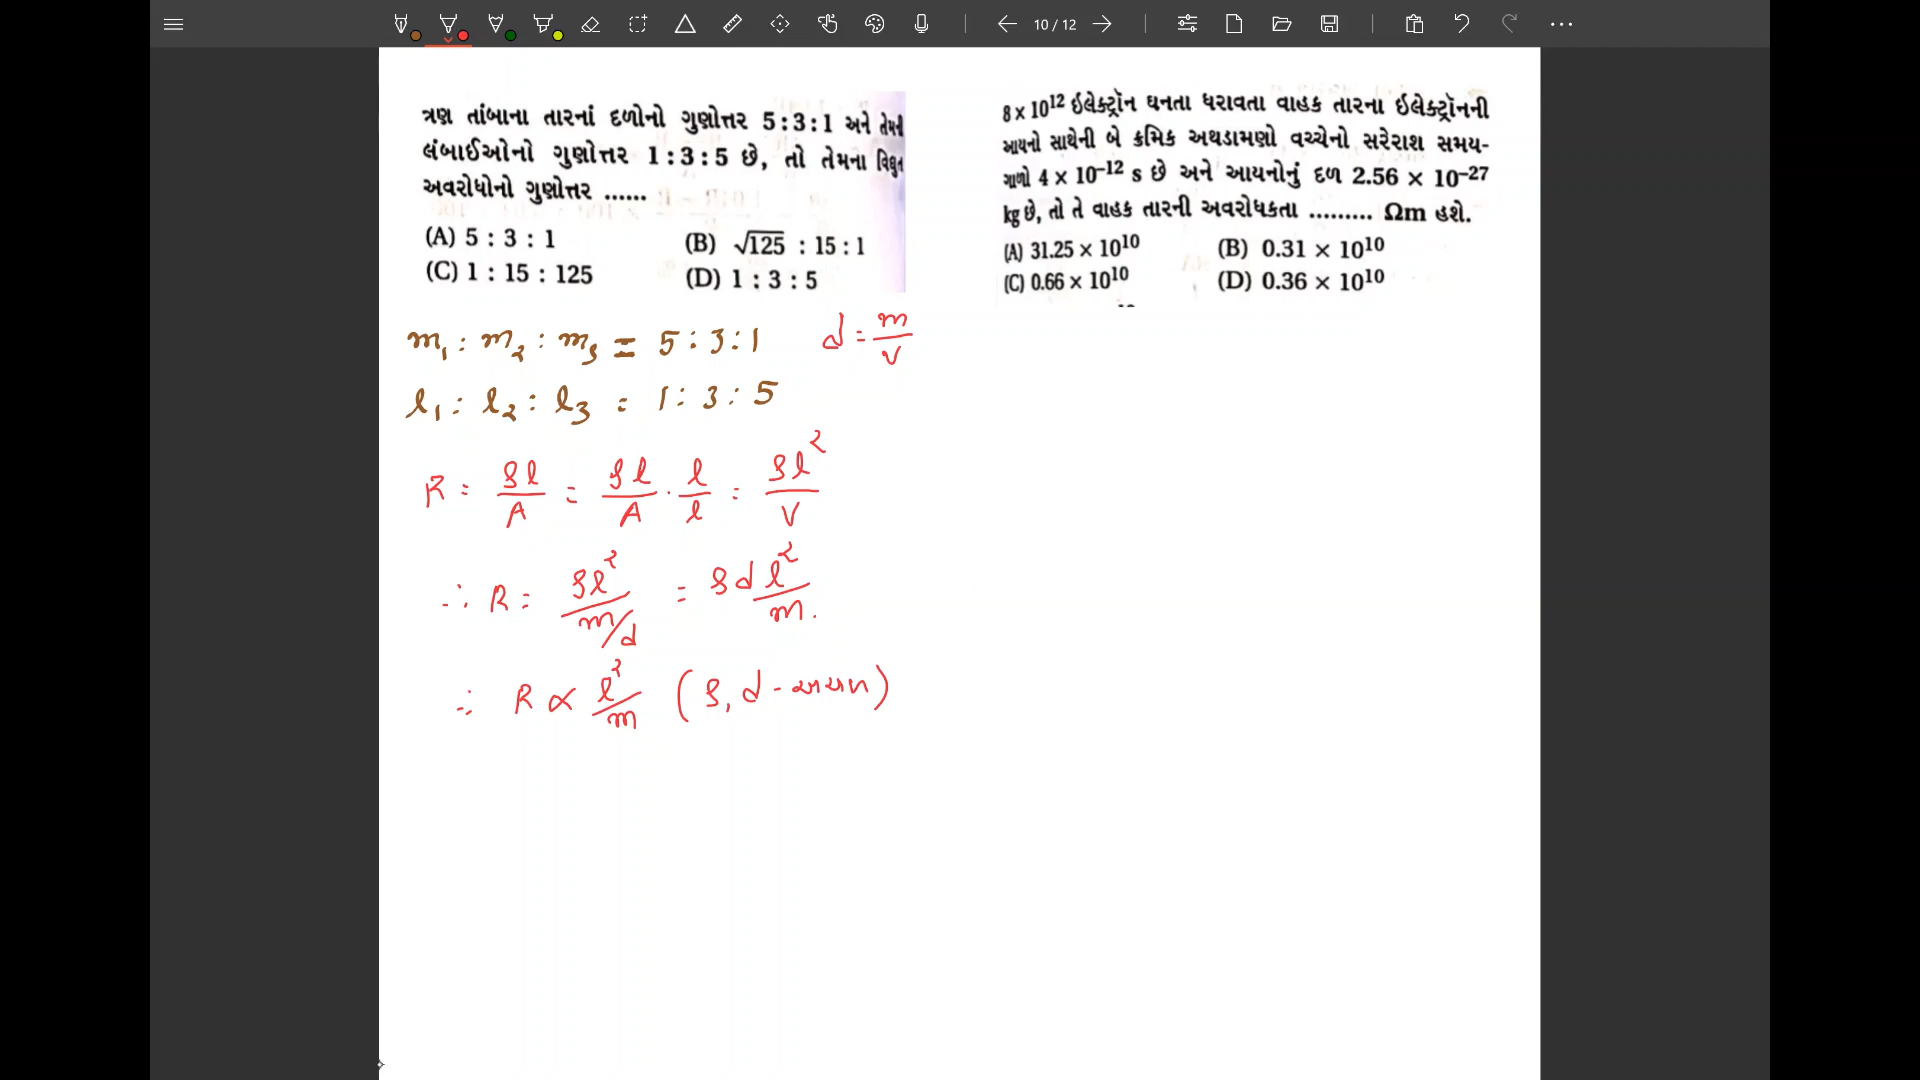 10 / 12
ત્રણ તાંબાના તારનાં દળોનો ગુણોત્તર 5 : 3 : 1 અને તેમની
લંબાઈઓનો ગુણોત્તર 1 : 3 : 5 છે, તો તેમના વિદ્યુત
અવરોધોનો ગુણોત્તર ......
(A) 5 : 3 : 1 (B) √125 : 15 : 1
(C) 1 : 15 : 125 (D) 1 : 3 : 5
m₁ : m₂ : m₃ = 5 : 3 : 1 d = m/v
l₁ : l₂ : l₃ = 1 : 3 : 5
R = ρl/A = ρl/A · l/l = ρl²/V
∴ R = ρl²/(m/d) = ρd l²/m.
∴ R ∝ l²/m (ρ, d - અચળ)
8 × 10¹² ઇલેક્ટ્રૉન ઘનતા ધરાવતા વાહક તારના ઇલેક્ટ્રૉનની
આયનો સાથેની બે ક્રમિક અથડામણો વચ્ચેનો સરેરાશ સમય-
ગાળો 4 × 10⁻¹² s છે અને આયનોનું દળ 2.56 × 10⁻²⁷
kg છે, તો તે વાહક તારની અવરોધકતા ......... Ωm હશે.
(A) 31.25 × 10¹⁰ (B) 0.31 × 10¹⁰
(C) 0.66 × 10¹⁰ (D) 0.36 × 10¹⁰